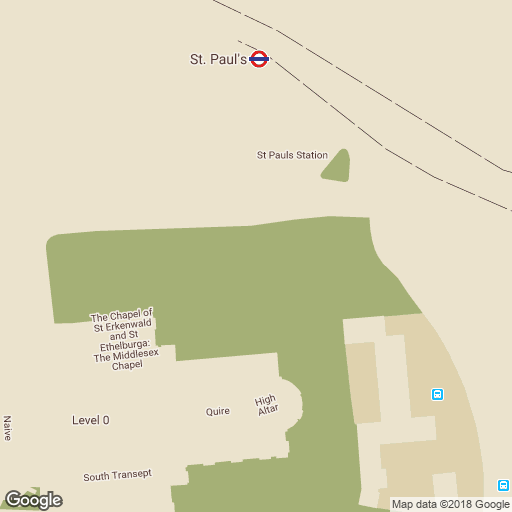 St. Paul's
St Pauls Station
The Chapel of
St Erkenwald
and St
Ethelburga:
The Middlesex
Chapel
High
Altar
Quire
Level 0
Naive
South Transept
Google
Map data ©2018 Google